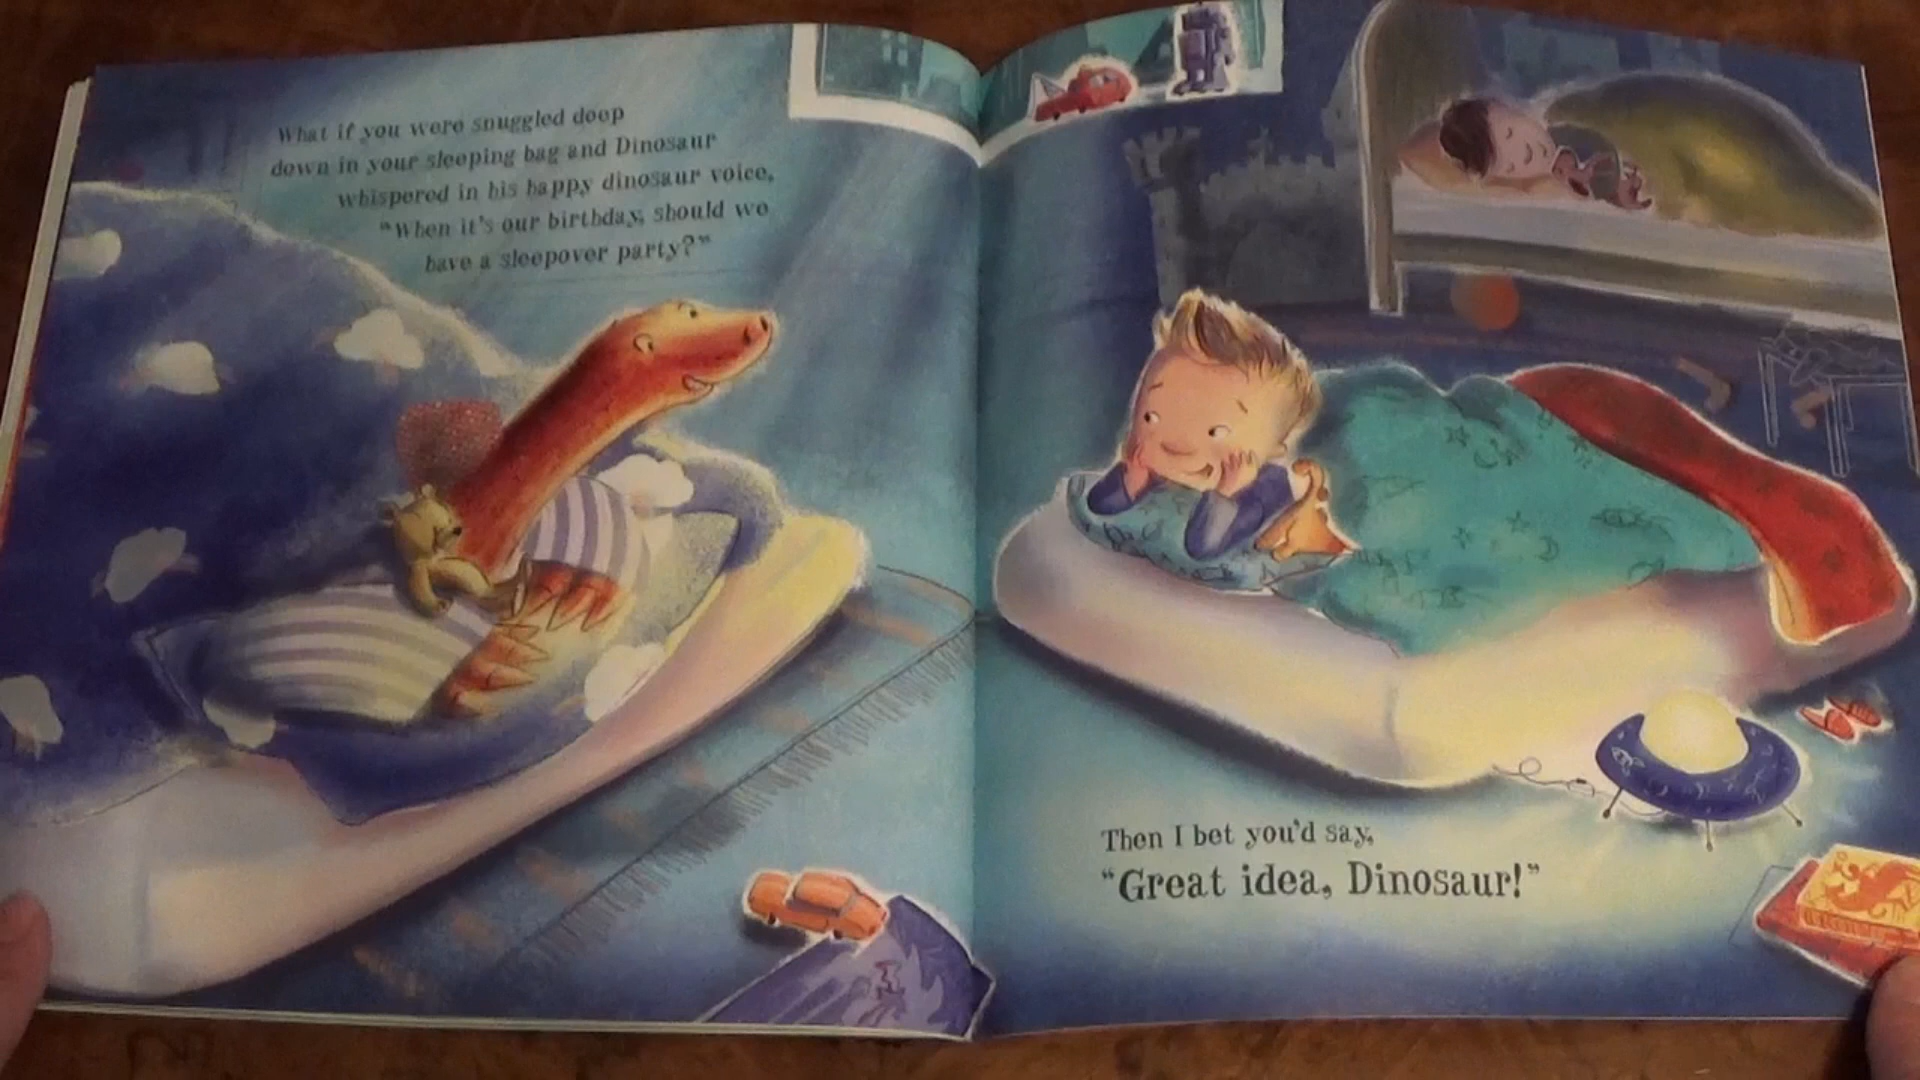 What if you were snuggled deep
down in your sleeping bag and Dinosaur
whispered in his happy dinosaur voice,
“When it’s our birthday, should we
have a sleepover party?”
Then I bet you’d say,
“Great idea, Dinosaur!”